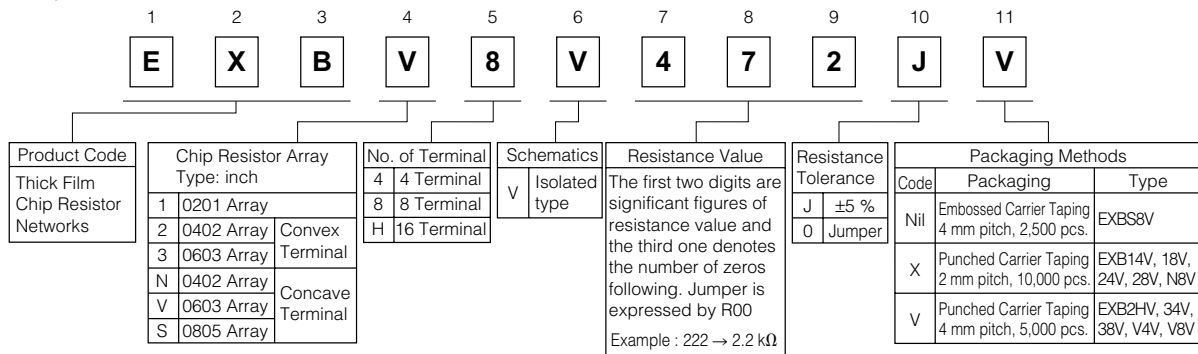 1 2 3 4 5 6 7 8 9 10 11
E X B V 8 V 4 7 2 J V
Product Code
Thick Film
Chip Resistor
Networks
Chip Resistor Array
Type: inch
1 0201 Array
2 0402 Array
3 0603 Array
Convex
Terminal
N 0402 Array
V 0603 Array
S 0805 Array
Concave
Terminal
No. of Terminal
4 4 Terminal
8 8 Terminal
H 16 Terminal
Schematics
V Isolated
type
Resistance Value
The first two digits are
significant figures of
resistance value and
the third one denotes
the number of zeros
following. Jumper is
expressed by R00
Example : 222 → 2.2 kΩ
Resistance
Tolerance
J ±5 %
0 Jumper
Packaging Methods
Code Packaging Type
Nil Embossed Carrier Taping
4 mm pitch, 2,500 pcs.
EXBS8V
X Punched Carrier Taping
2 mm pitch, 10,000 pcs.
EXB14V, 18V,
24V, 28V, N8V
V Punched Carrier Taping
4 mm pitch, 5,000 pcs.
EXB2HV, 34V,
38V, V4V, V8V